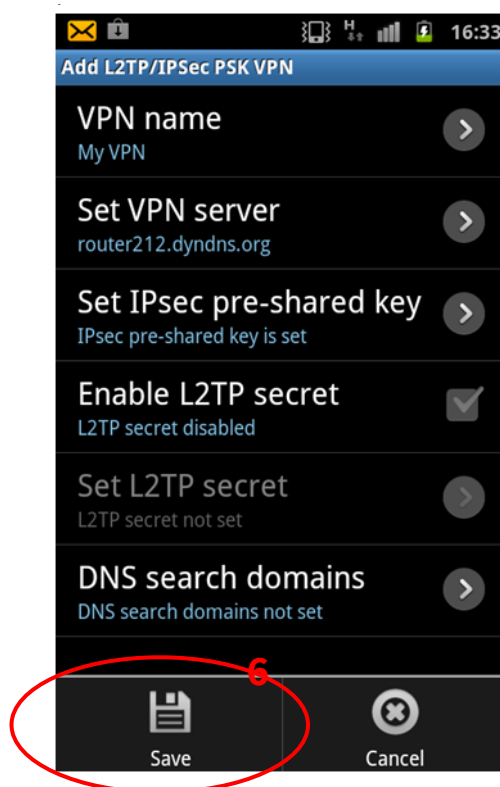 H 16:33
Add L2TP/IPSec PSK VPN
VPN name
My VPN
Set VPN server
router212.dyndns.org
Set IPsec pre-shared key
IPsec pre-shared key is set
Enable L2TP secret
L2TP secret disabled
Set L2TP secret
L2TP secret not set
DNS search domains
DNS search domains not set
6
Save Cancel